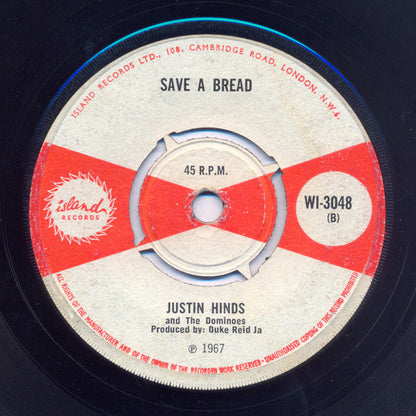 ISLAND RECORDS LTD., 108, CAMBRIDGE ROAD, LONDON, N.W.6.
SAVE A BREAD
45 R.P.M.
island
RECORDS
WI-3048
(B)
JUSTIN HINDS
and The Dominoes
Produced by: Duke Reid Ja
℗ 1967
ALL RIGHTS OF THE MANUFACTURER AND OF THE OWNER OF THE RECORDED WORK RESERVED. UNAUTHORISED COPYING OF THIS RECORD PROHIBITED